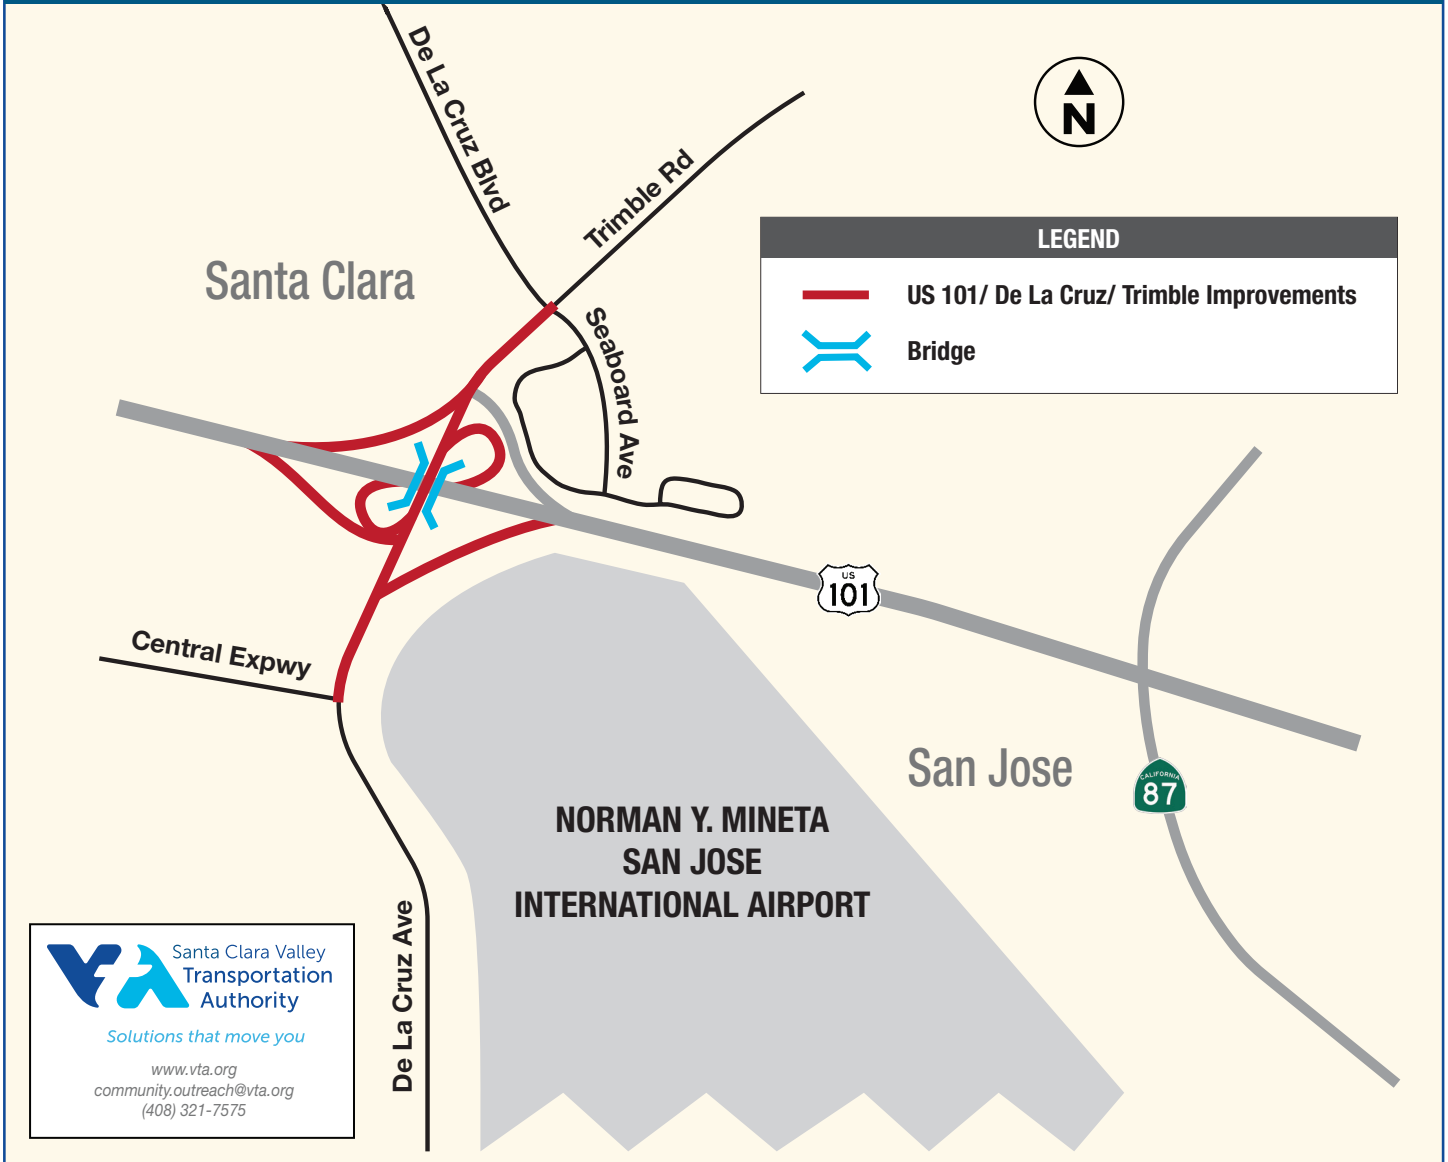 De La Cruz Blvd
Trimble Rd
N
LEGEND
US 101/ De La Cruz/ Trimble Improvements
Bridge
Santa Clara
Seaboard Ave
US
101
Central Expwy
San Jose
CALIFORNIA
87
NORMAN Y. MINETA
SAN JOSE
INTERNATIONAL AIRPORT
De La Cruz Ave
VTA
Santa Clara Valley
Transportation
Authority
Solutions that move you
www.vta.org
community.outreach@vta.org
(408) 321-7575